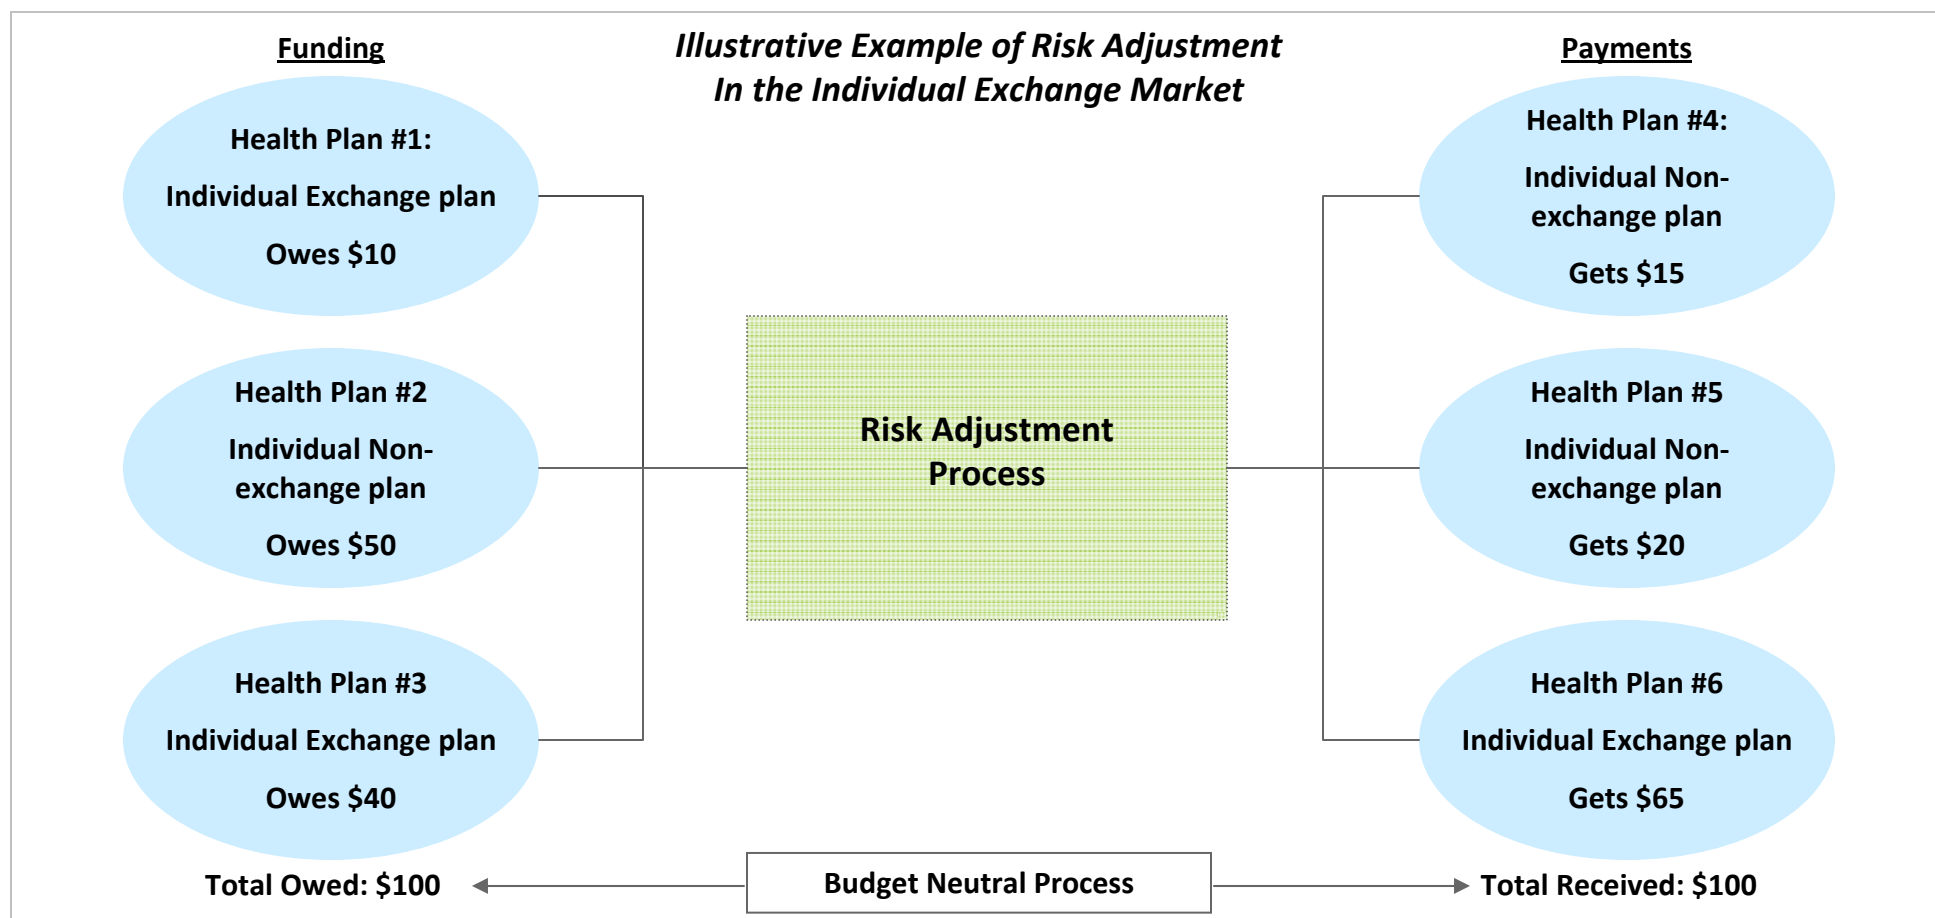 Illustrative Example of Risk Adjustment
In the Individual Exchange Market
Funding
Health Plan #1:
Individual Exchange plan
Owes $10
Health Plan #2
Individual Non-
exchange plan
Owes $50
Health Plan #3
Individual Exchange plan
Owes $40
Total Owed: $100
Risk Adjustment
Process
Budget Neutral Process
Payments
Health Plan #4:
Individual Non-
exchange plan
Gets $15
Health Plan #5
Individual Non-
exchange plan
Gets $20
Health Plan #6
Individual Exchange plan
Gets $65
Total Received: $100